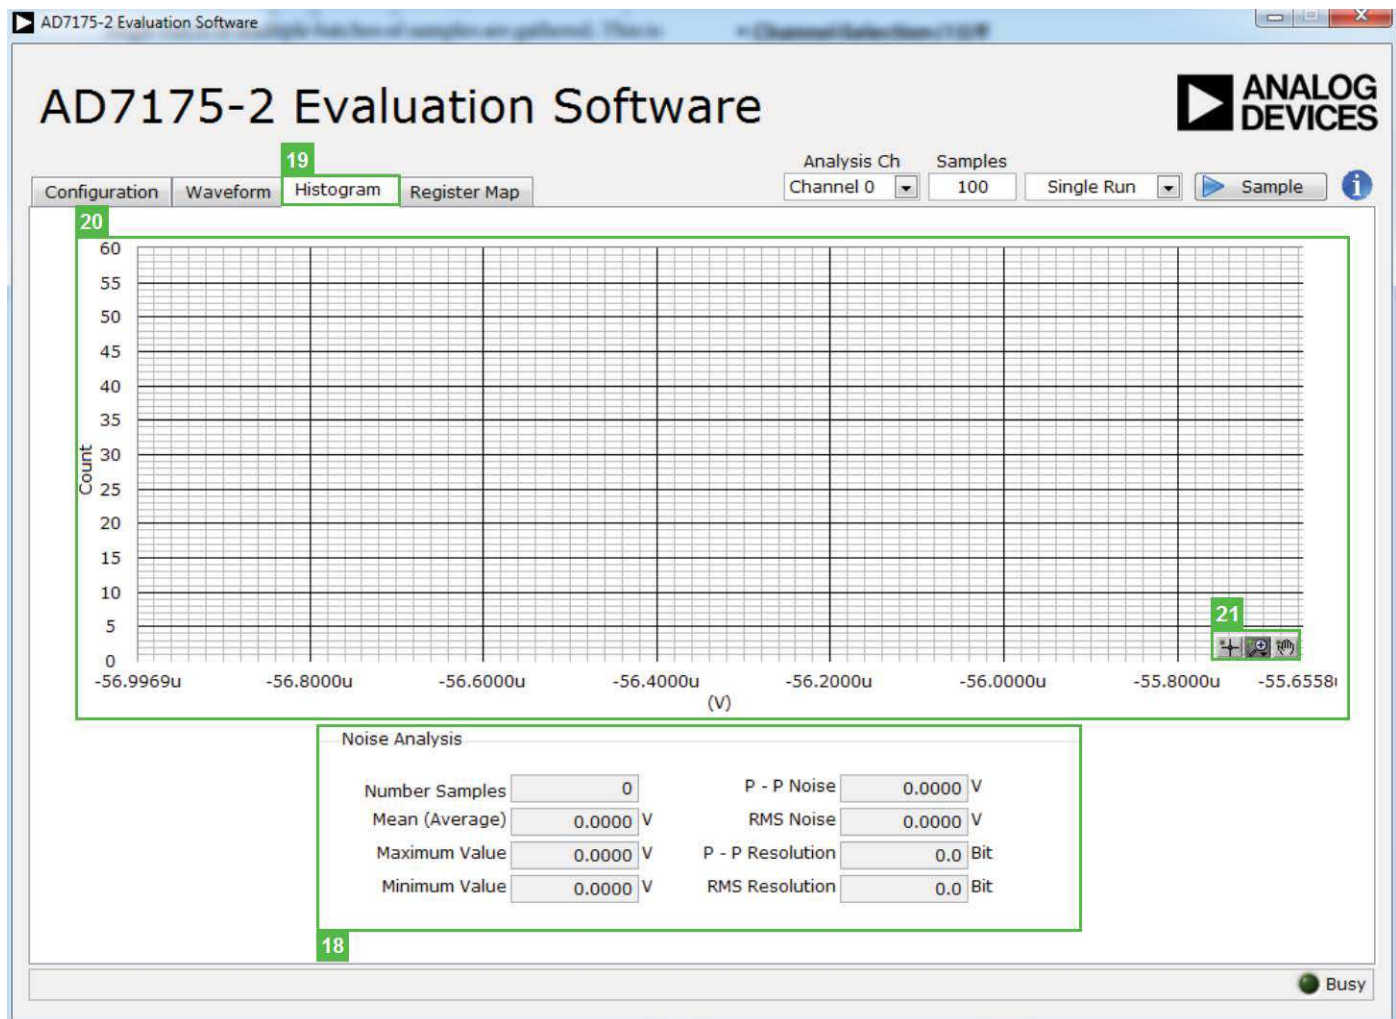 AD7175-2 Evaluation Software
AD7175-2 Evaluation Software
ANALOG
DEVICES
19
Analysis Ch Samples
Configuration Waveform Histogram Register Map Channel 0 100 Single Run Sample i
20
60
55
50
45
40
35
30
25
20
15
10
5
0
Count
21
-56.9969u -56.8000u -56.6000u -56.4000u -56.2000u -56.0000u -55.8000u -55.6558
(V)
Noise Analysis
Number Samples 0 P - P Noise 0.0000 V
Mean (Average) 0.0000 V RMS Noise 0.0000 V
Maximum Value 0.0000 V P - P Resolution 0.0 Bit
Minimum Value 0.0000 V RMS Resolution 0.0 Bit
18
Busy